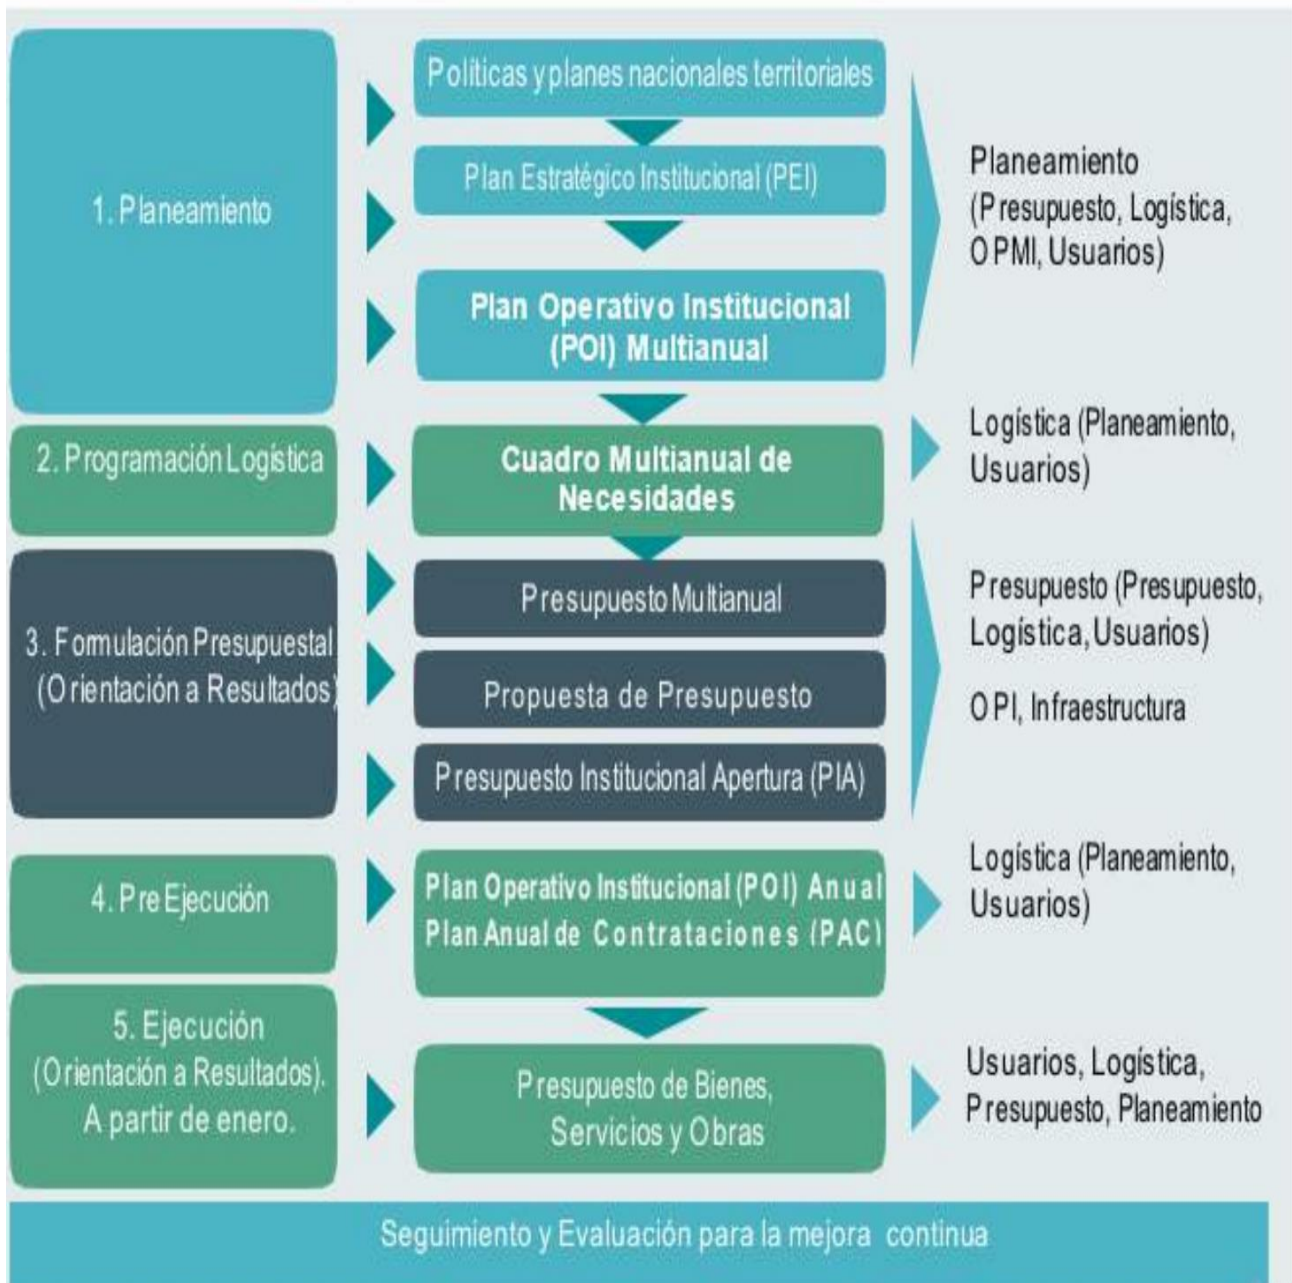 1. Planeamiento
Políticas y planes nacionales territoriales
Plan Estratégico Institucional (PEI)
Plan Operativo Institucional
(POI) Multianual
Planeamiento
(Presupuesto, Logística,
OPMI, Usuarios)
2. Programación Logística
Cuadro Multianual de
Necesidades
Logística (Planeamiento,
Usuarios)
3. Formulación Presupuestal
(Orientación a Resultados)
Presupuesto Multianual
Propuesta de Presupuesto
Presupuesto Institucional Apertura (PIA)
Presupuesto (Presupuesto,
Logística, Usuarios)
OPI, Infraestructura
4. Pre Ejecución
Plan Operativo Institucional (POI) Anual
Plan Anual de Contrataciones (PAC)
Logística (Planeamiento,
Usuarios)
5. Ejecución
(Orientación a Resultados).
A partir de enero.
Presupuesto de Bienes,
Servicios y Obras
Usuarios, Logística,
Presupuesto, Planeamiento
Seguimiento y Evaluación para la mejora continua